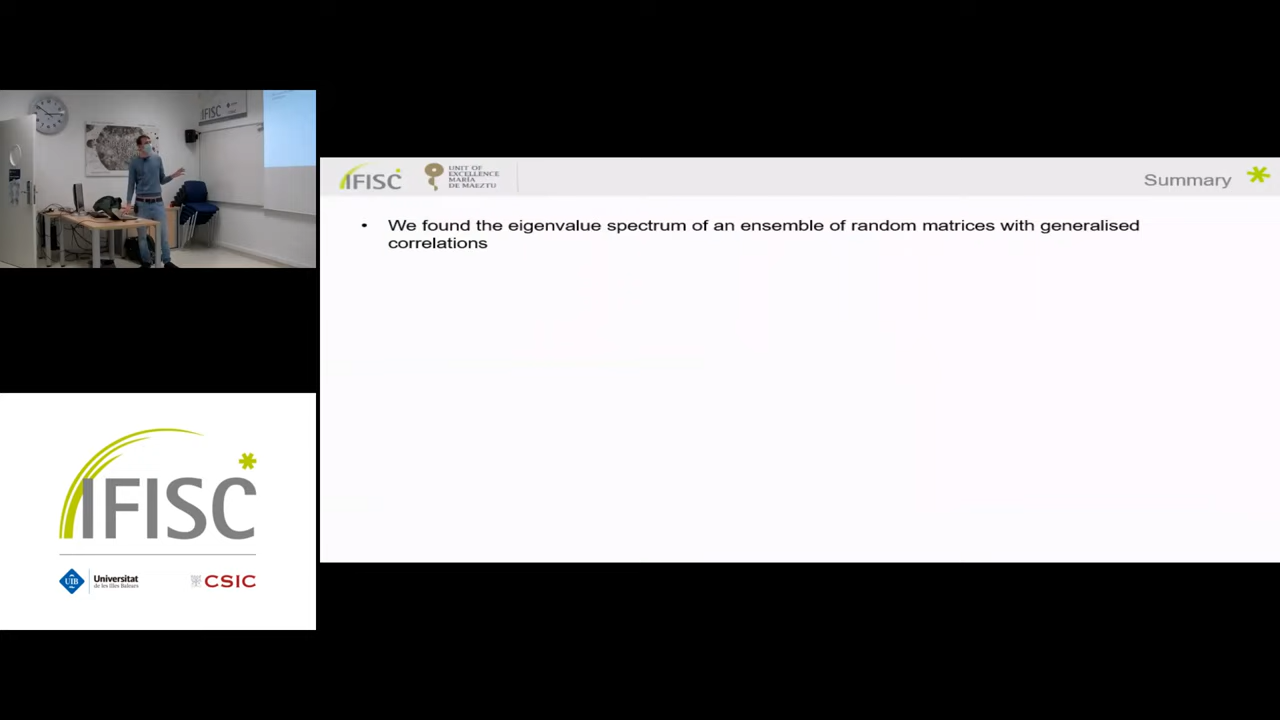 IFISC
IFISC
UNIT OF
EXCELLENCE
MARÍA
DE MAEZTU
Summary
• We found the eigenvalue spectrum of an ensemble of random matrices with generalised
correlations
IFISC
UIB
Universitat
de les Illes Balears
CSIC